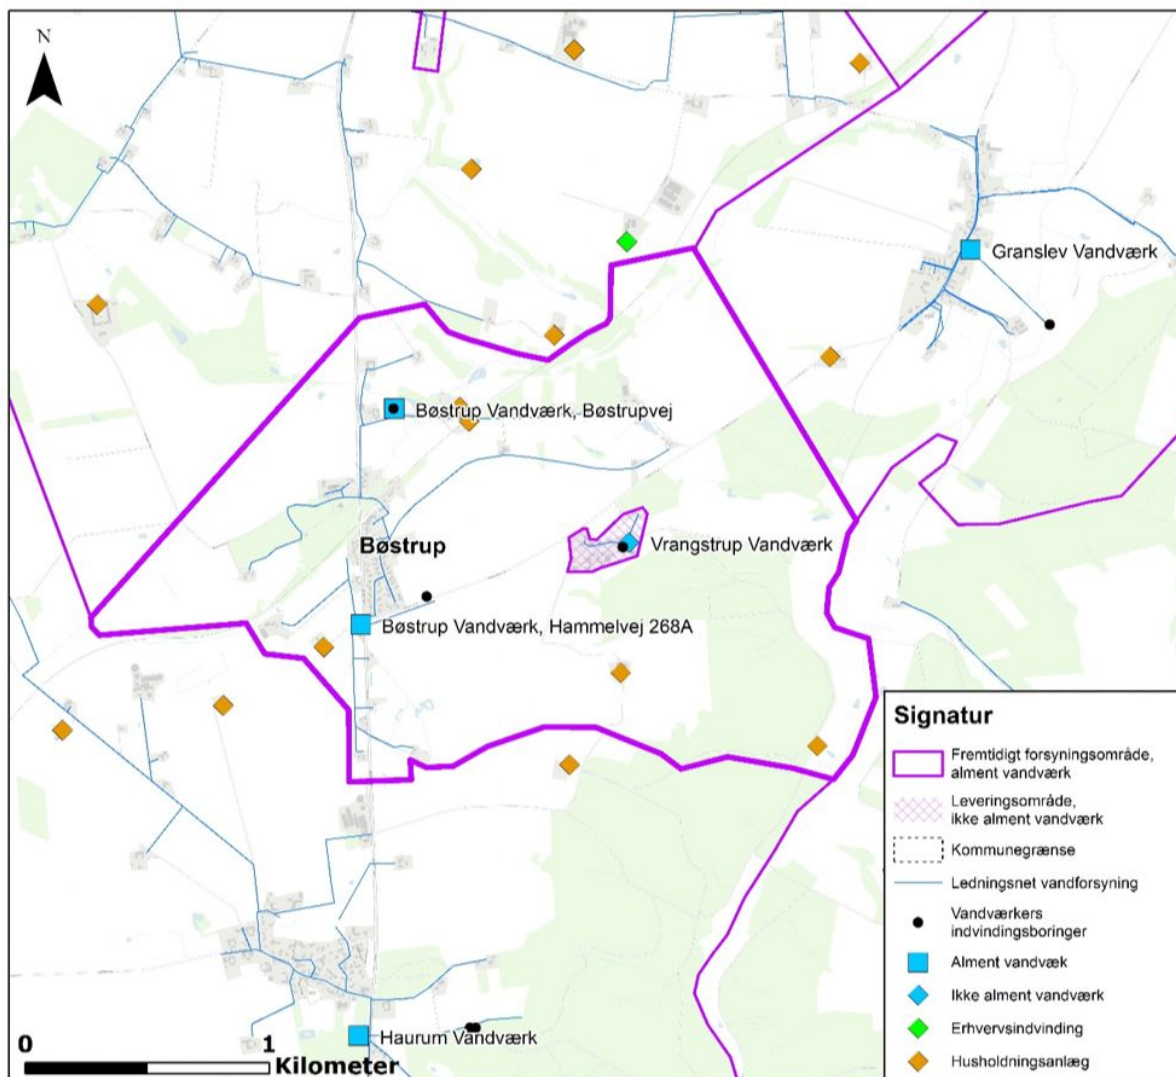 N
Granslev Vandværk
Bøstrup Vandværk, Bøstrupvej
Bøstrup
Vrangstrup Vandværk
Bøstrup Vandværk, Hammelvej 268A
Haurum Vandværk
0 1
Kilometer
Signatur
Fremtidigt forsyningsområde,
alment vandværk
Leveringsområde,
ikke alment vandværk
Kommunegrænse
Ledningsnet vandforsyning
Vandværkers
indvindingsboringer
Alment vandvæk
Ikke alment vandværk
Erhvervsindvinding
Husholdningsanlæg